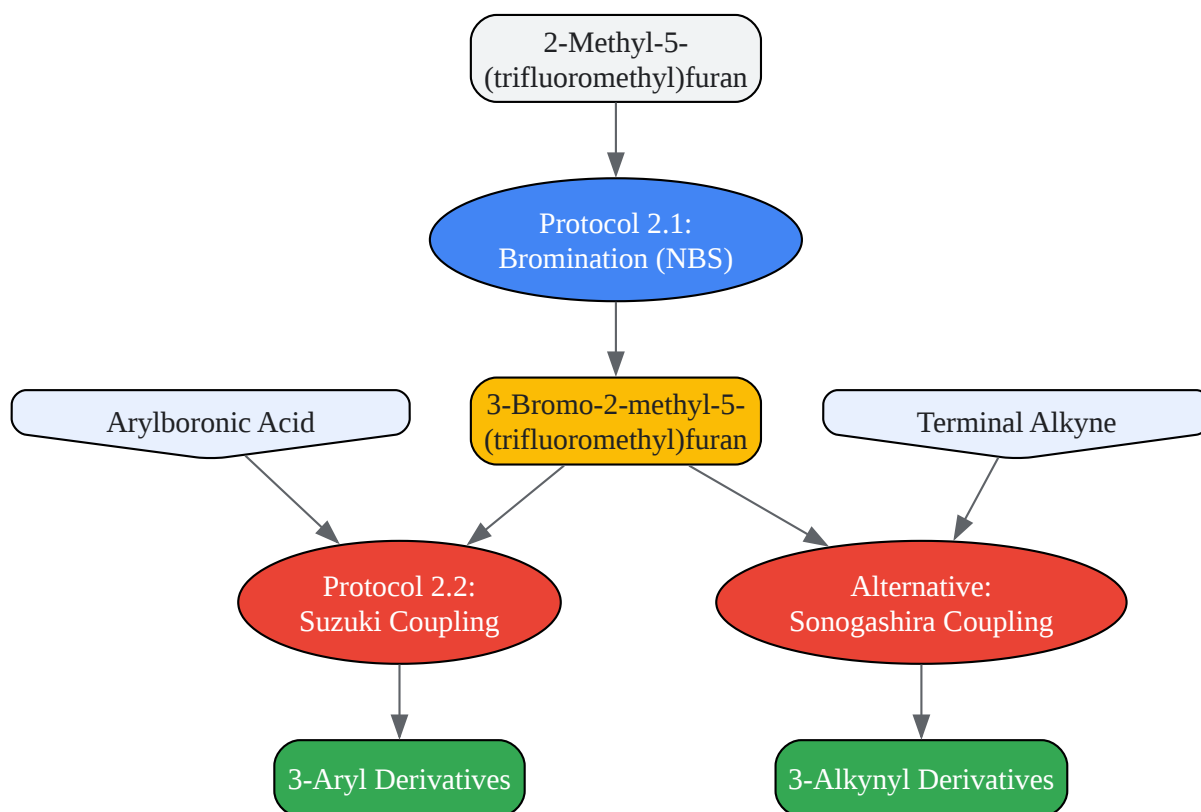 2-Methyl-5-
(trifluoromethyl)furan
Protocol 2.1:
Bromination (NBS)
Arylboronic Acid
3-Bromo-2-methyl-5-
(trifluoromethyl)furan
Terminal Alkyne
Protocol 2.2:
Suzuki Coupling
Alternative:
Sonogashira Coupling
3-Aryl Derivatives
3-Alkynyl Derivatives